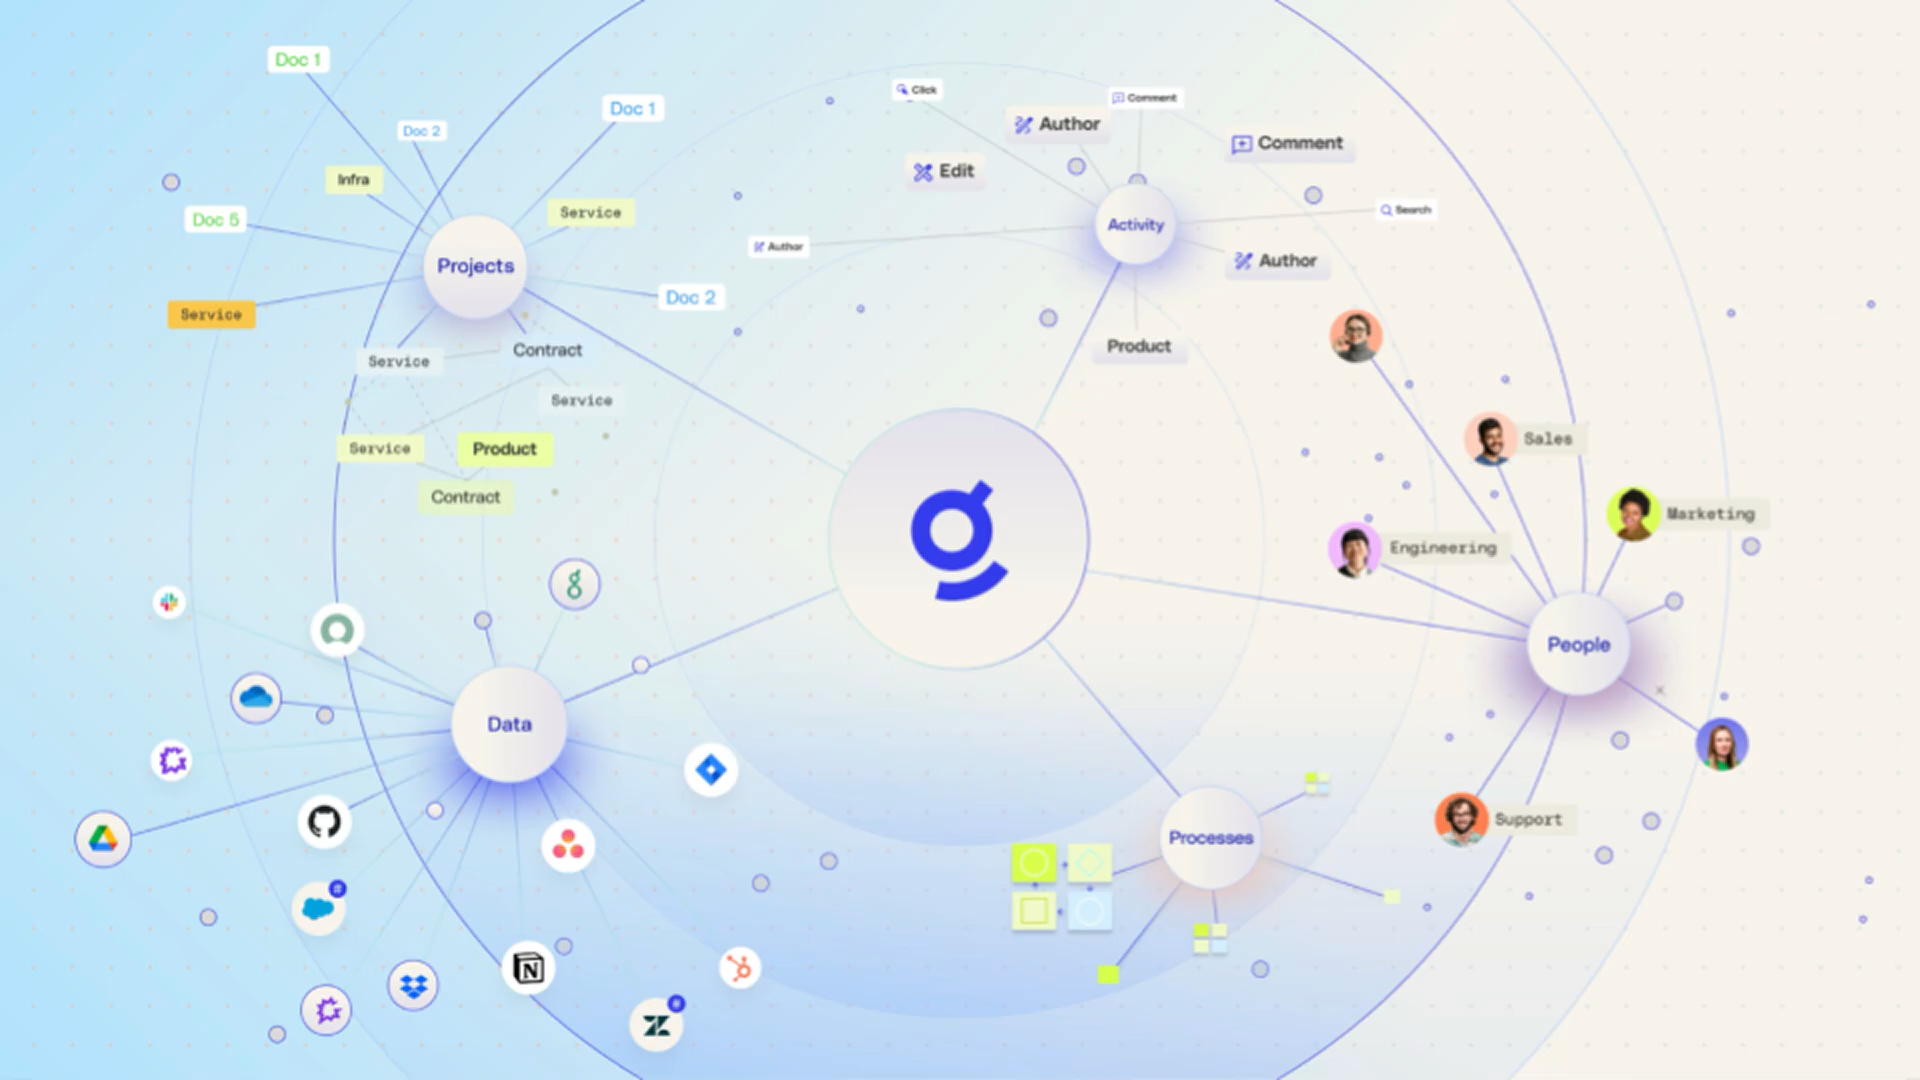 Doc 1
Doc 2
Doc 1
Infra
Service
Doc 5
Projects
Doc 2
Service
Service
Contract
Service
Service
Product
Contract
Click
Author
Comment
Comment
Edit
Search
Activity
Author
Author
Product
g
Sales
Marketing
Engineering
People
Support
Data
Processes
N
#
#